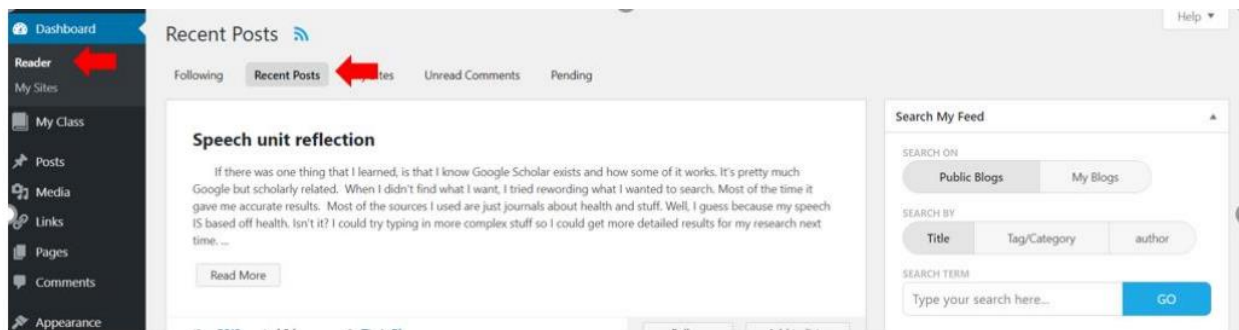 Dashboard
Help
Recent Posts
Reader
My Sites
Following
Recent Posts
Unread Comments
Pending
My Class
Search My Feed
Speech unit reflection
Posts
If there was one thing that I learned, is that I know Google Scholar exists and how some of it works. It's pretty much
Google but scholarly related. When I didn't find what I want, I tried rewording what I wanted to search. Most of the time it
gave me accurate results. Most of the sources I used are just journals about health and stuff. Well, I guess because my speech
IS based off health. Isn't it? I could try typing in more complex stuff so I could get more detailed results for my research next
time. ...
Read More
SEARCH ON
Public Blogs
My Blogs
SEARCH BY
Title
Tag/Category
author
SEARCH TERM
Type your search here...
GO
Media
Links
Pages
Comments
Appearance